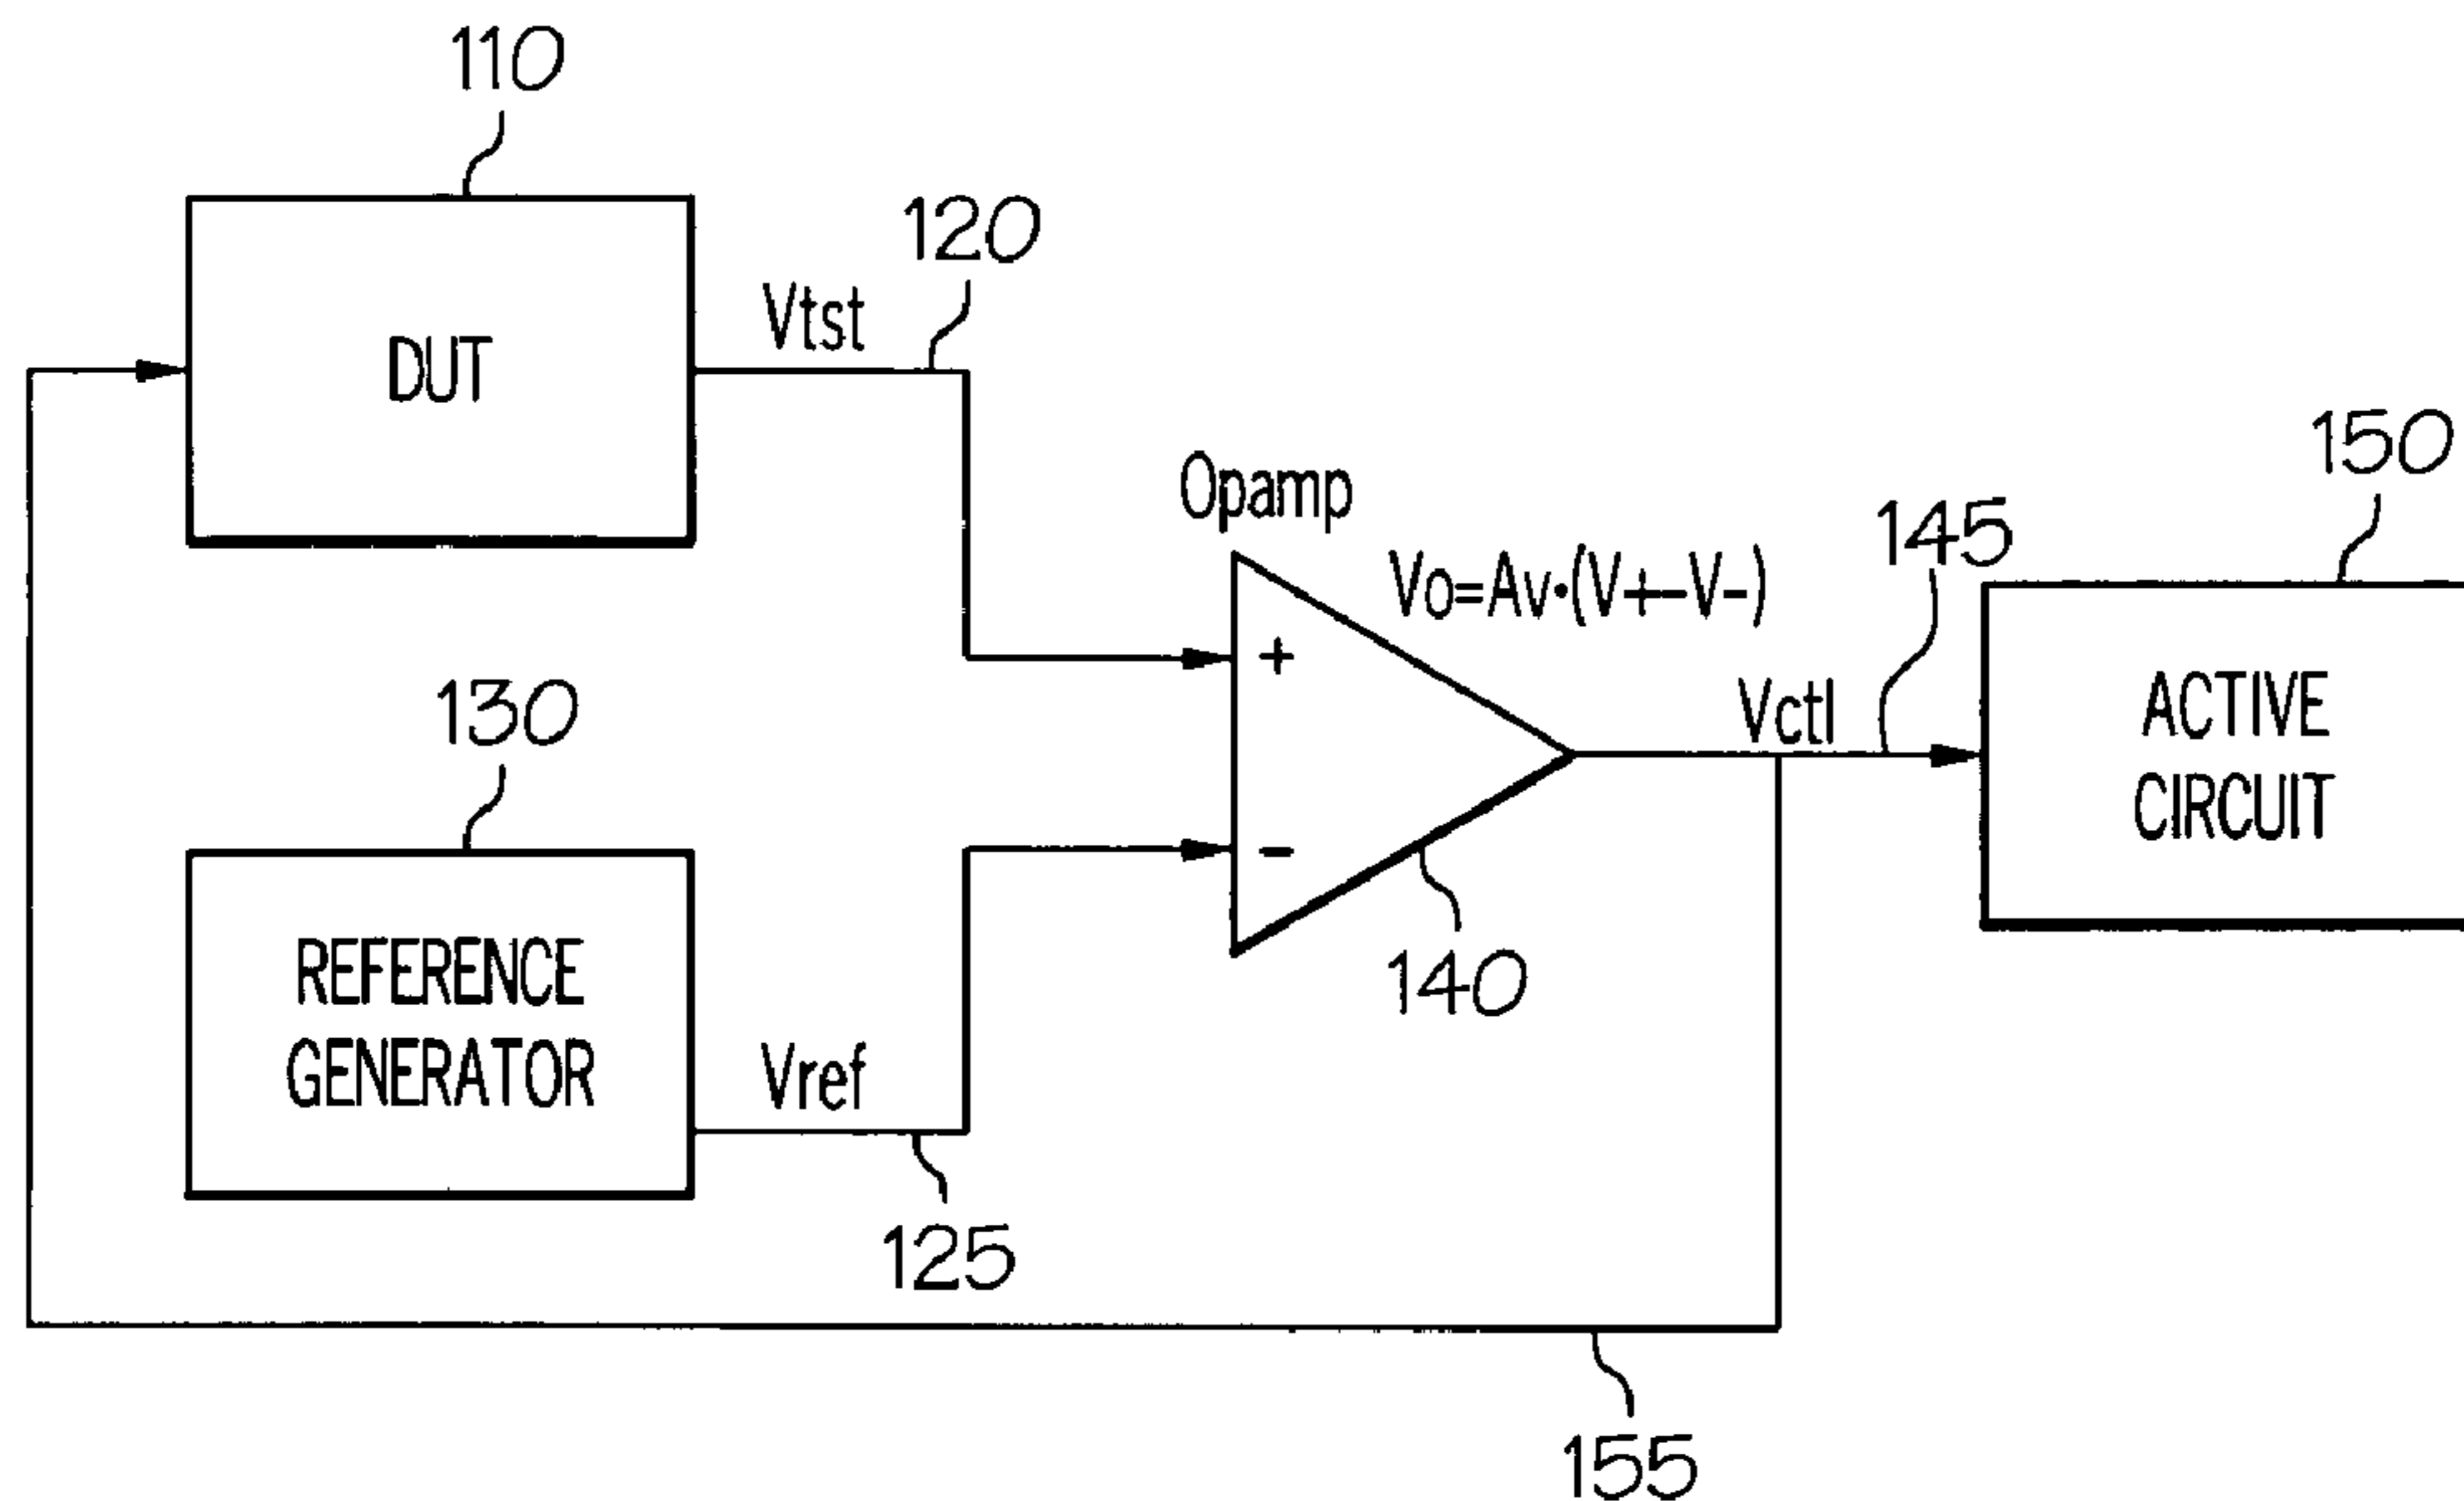 110
120
Vtst
DUT
150
Opamp
145
Vo=Av•(V+-V-)
+
130
Vctl
ACTIVE
CIRCUIT
-
REFERENCE
GENERATOR
140
Vref
125
155